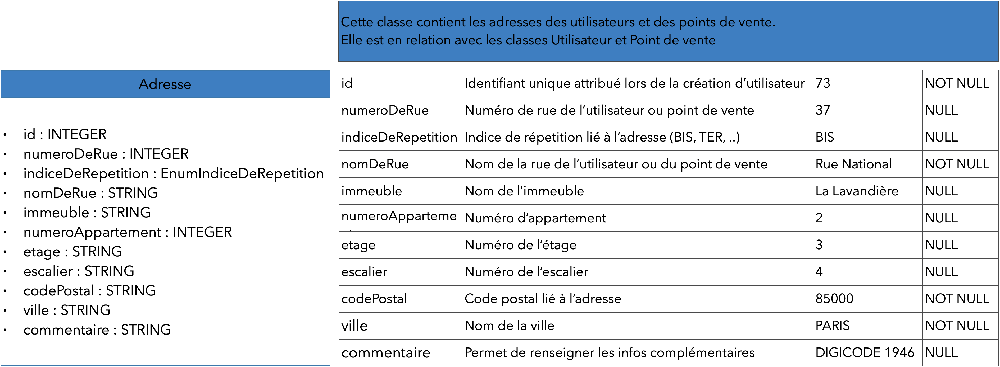 Cette classe contient les adresses des utilisateurs et des points de vente.
Elle est en relation avec les classes Utilisateur et Point de vente
Adresse
• id : INTEGER
• numeroDeRue : INTEGER
• indiceDeRepetition : EnumIndiceDeRepetition
• nomDeRue : STRING
• immeuble : STRING
• numeroAppartement : INTEGER
• etage : STRING
• escalier : STRING
• codePostal : STRING
• ville : STRING
• commentaire : STRING
id Identifiant unique attribué lors de la création d’utilisateur 73 NOT NULL
numeroDeRue Numéro de rue de l’utilisateur ou point de vente 37 NULL
indiceDeRepetition Indice de répetition lié à l’adresse (BIS, TER, ..) BIS NULL
nomDeRue Nom de la rue de l’utilisateur ou du point de vente Rue National NOT NULL
immeuble Nom de l’immeuble La Lavandière NULL
numeroApparteme Numéro d’appartement 2 NULL
etage Numéro de l’étage 3 NULL
escalier Numéro de l’escalier 4 NULL
codePostal Code postal lié à l’adresse 85000 NOT NULL
ville Nom de la ville PARIS NOT NULL
commentaire Permet de renseigner les infos complémentaires DIGICODE 1946 NULL